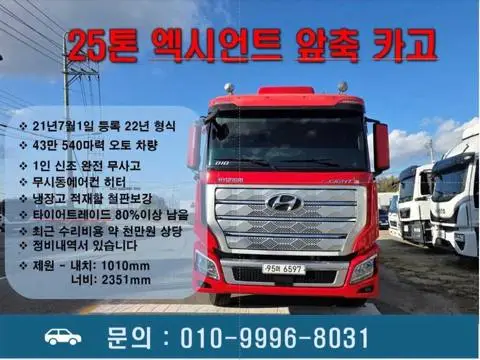 25톤 엑시언트 앞축 카고
❖ 21년7월1일 등록 22년 형식
❖ 43만 540마력 오토 차량
❖ 1인 신조 완전 무사고
❖ 무시동에어컨 히터
❖ 냉장고 적재함 철판보강
❖ 타이어트레이드 80%이상 남음
❖ 최근 수리비용 약 천만원 상당
❖ 정비내역서 있습니다
❖ 제원 - 내치: 1010mm
너비: 2351mm
HYUNDAI
문의 : 010-9996-8031